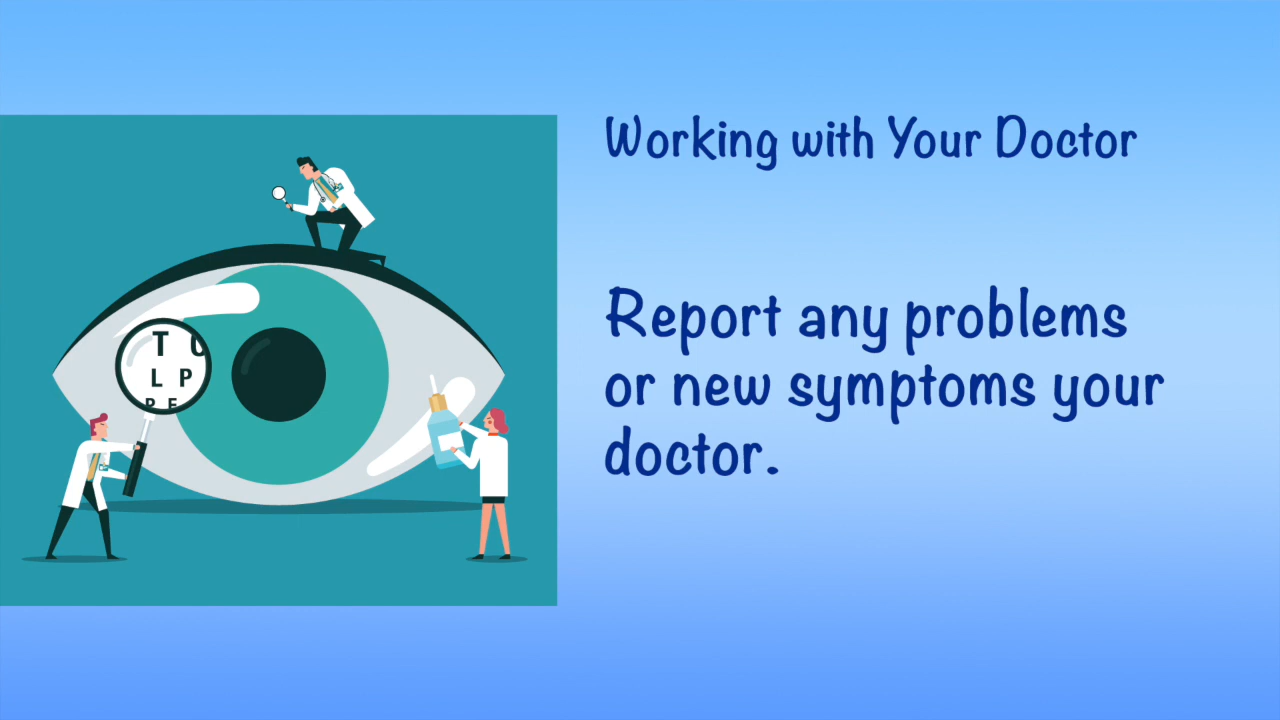 Working with Your Doctor
Report any problems
or new symptoms your
doctor.
T U
L P